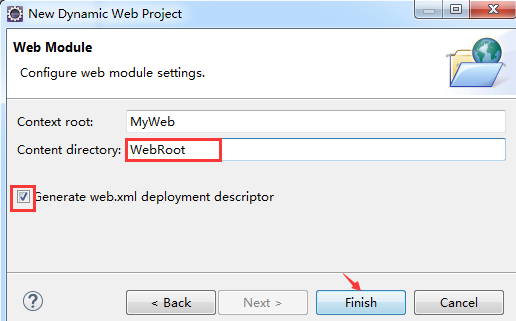 New Dynamic Web Project
Web Module
Configure web module settings.
Context root: MyWeb
Content directory: WebRoot
Generate web.xml deployment descriptor
? < Back Next > Finish Cancel